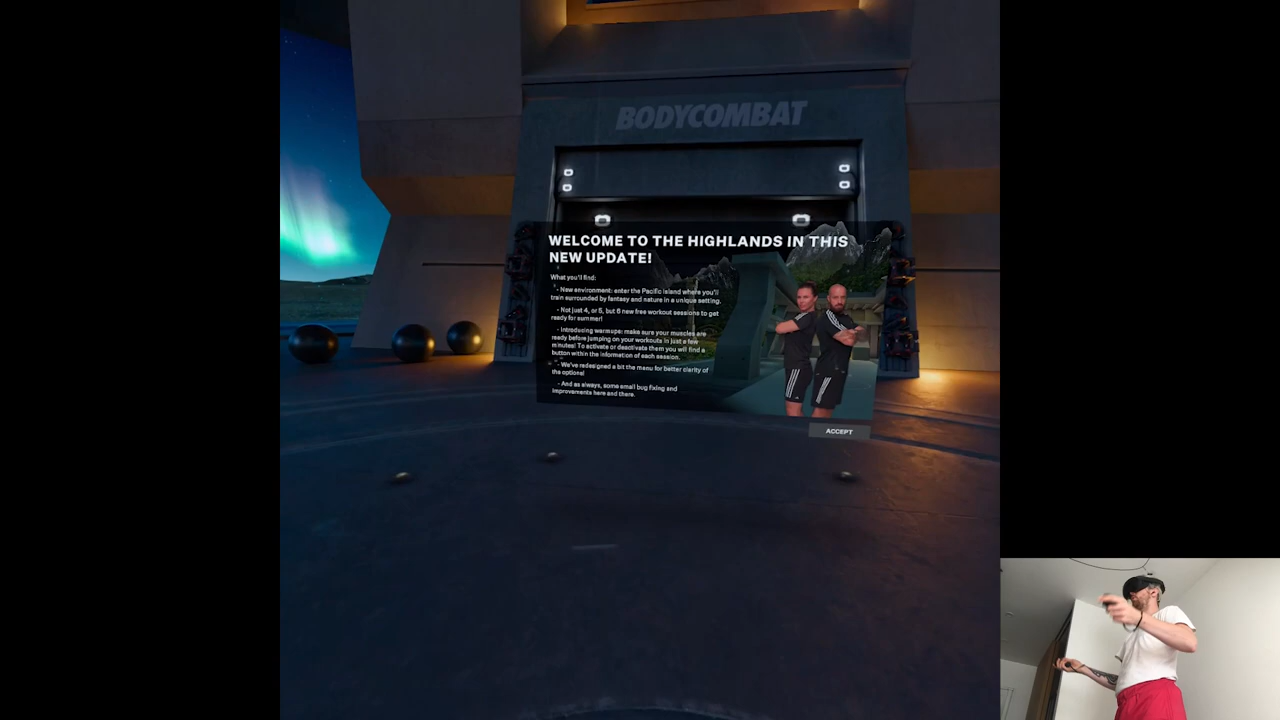 BODYCOMBAT
WELCOME TO THE HIGHLANDS IN THIS
NEW UPDATE!
What you'll find:
- New environment: enter the Pacific Island where you'll
train surrounded by fantasy and nature in a unique setting.
- Not just 4, or 5, but 6 new free workout sessions to get
ready for summer!
- Introducing warmups: make sure your muscles are
ready before jumping on your workouts in just a few
minutes! To activate or deactivate them you will find a
button within the information of each session.
- We've redesigned a bit the menu for better clarity of
the options!
- And as always, some small bug fixing and
improvements here and there.
ACCEPT